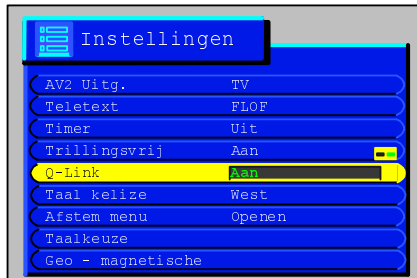 Instellingen
AV2 Uitg. TV
Teletext FLOF
Timer Uit
Trillingsvrij Aan
Q-Link Aan
Taal kelize West
Afstem menu Openen
Taalkeuze
Geo - magnetische